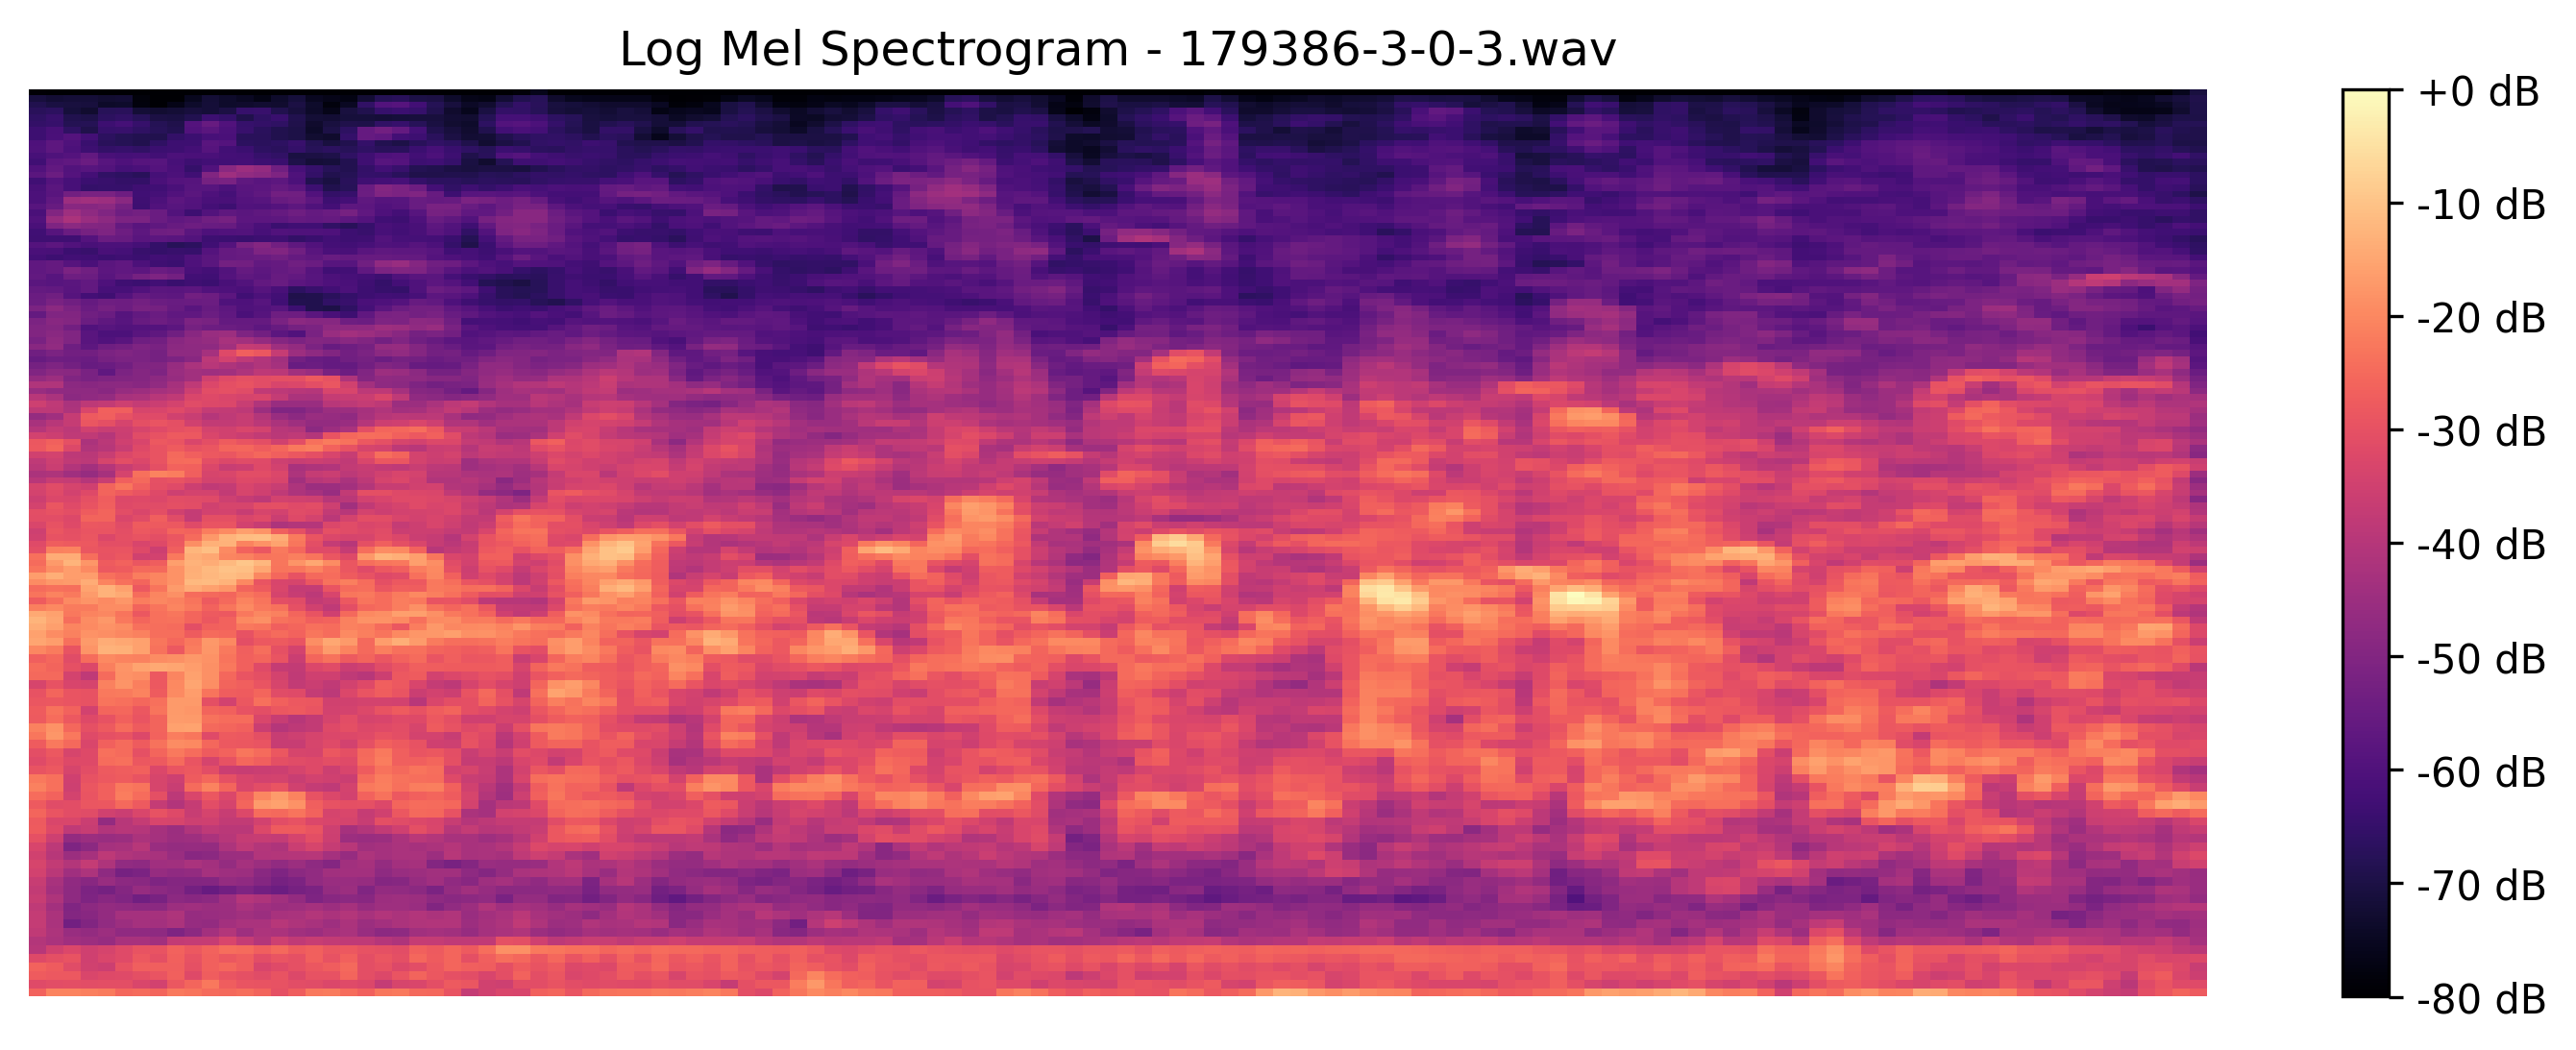 Log Mel Spectrogram - 179386-3-0-3.wav
+0 dB
-10 dB
-20 dB
-30 dB
-40 dB
-50 dB
-60 dB
-70 dB
-80 dB